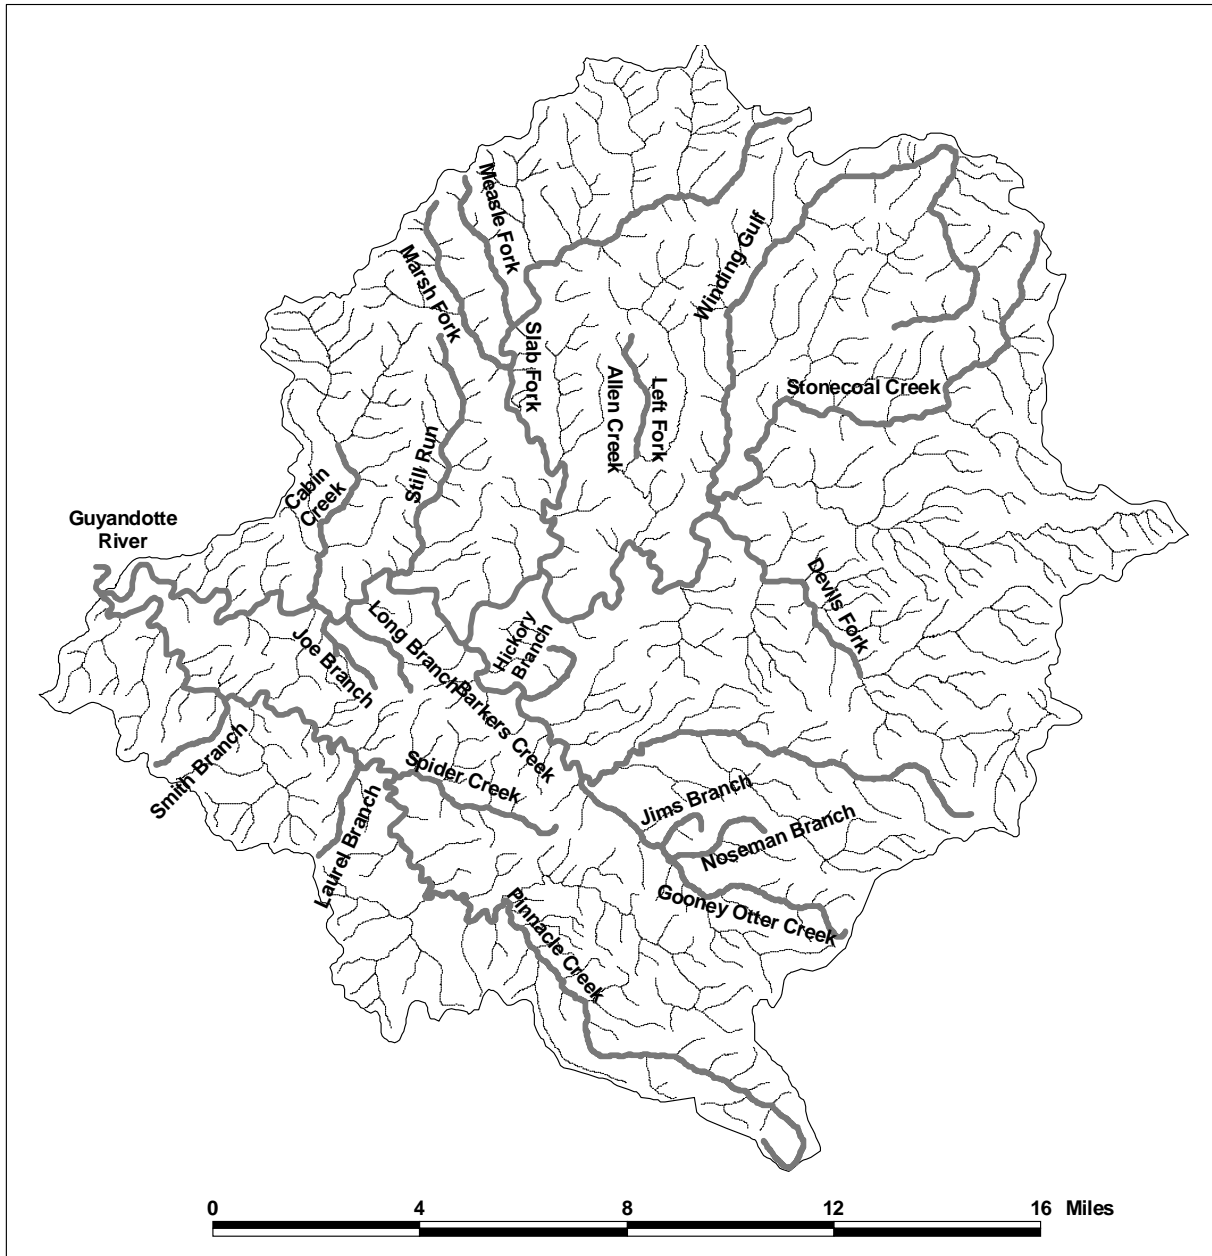 Measle Fork
Marsh Fork
Winding Gulf
Slab Fork
Allen Creek
Left Fork
Stonecoal Creek
Still Run
Cabin
Creek
Guyandotte
River
Devils Fork
Long Branch
Hickory
Branch
Joe Branch
Barkers Creek
Smith Branch
Spider Creek
Laurel Branch
Jims Branch
Noseman Branch
Gooney Otter Creek
Pinnacle Creek
0 4 8 12 16 Miles